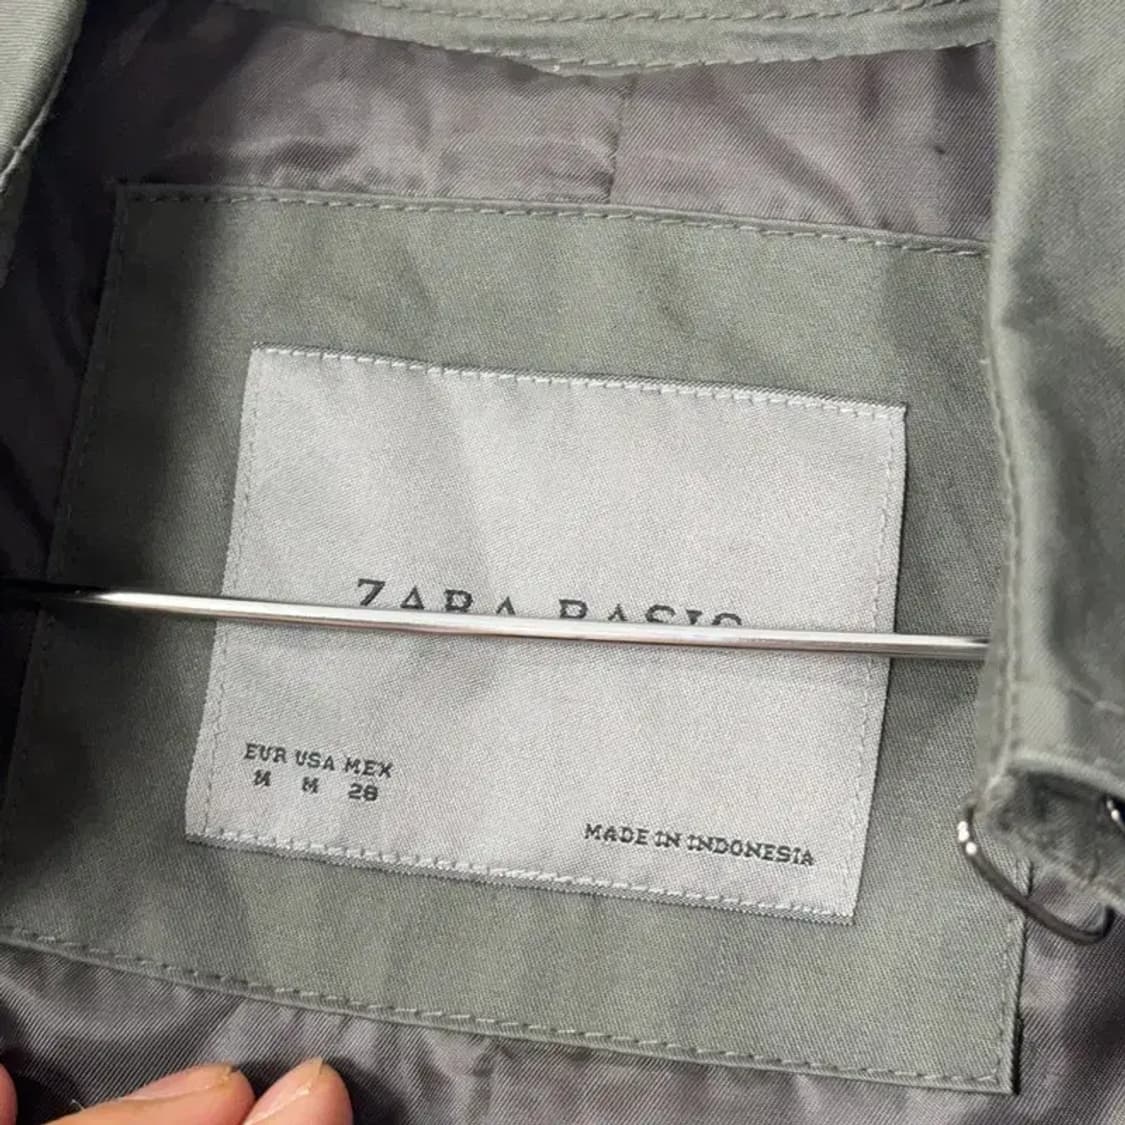 ZARA BASIC
EUR USA MEX
M M 28
MADE IN INDONESIA